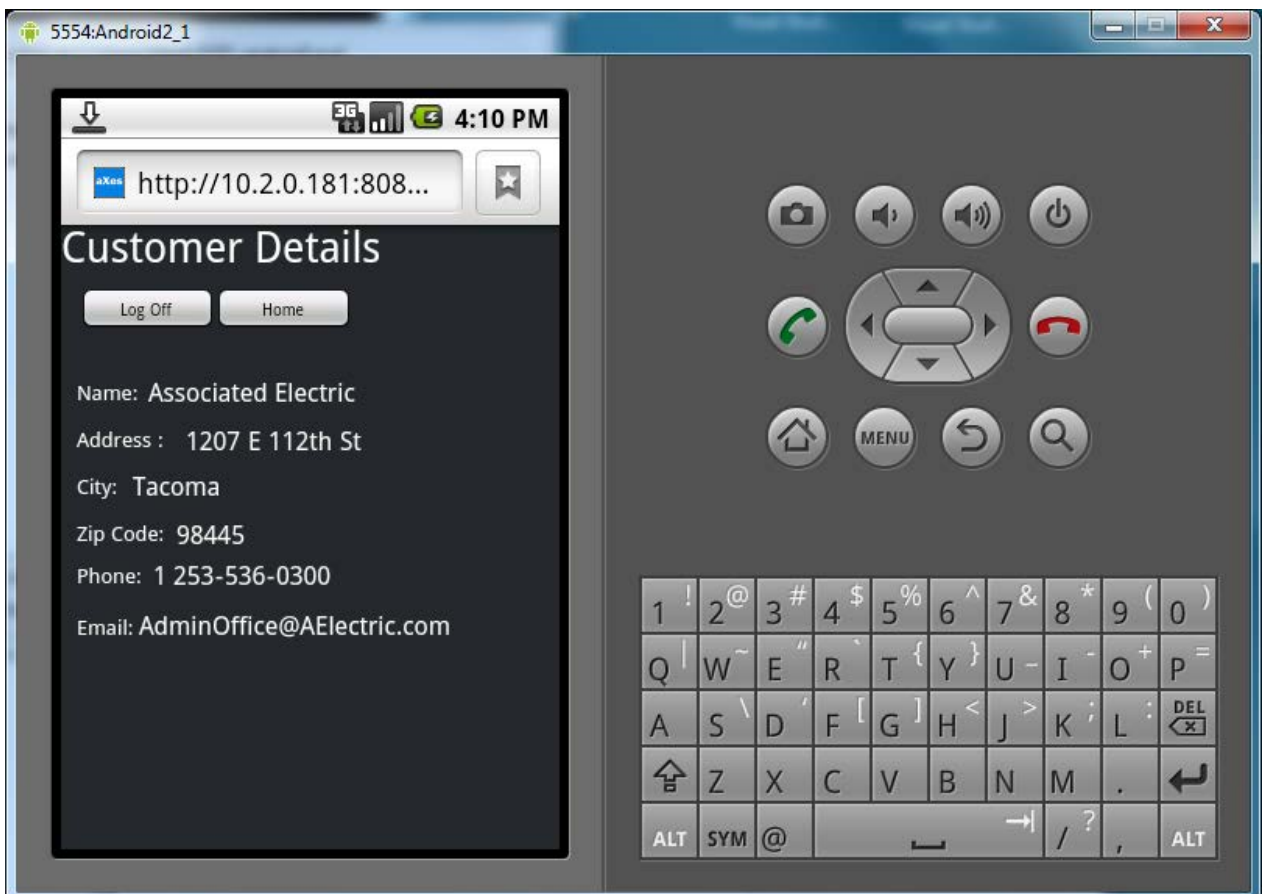 5554:Android2_1
3G 4:10 PM
aXes http://10.2.0.181:808...
Customer Details
Log Off Home
Name: Associated Electric
Address : 1207 E 112th St
City: Tacoma
Zip Code: 98445
Phone: 1 253-536-0300
Email: AdminOffice@AElectric.com
MENU
1 ! 2 @ 3 # 4 $ 5 % 6 ^ 7 & 8 * 9 ( 0 )
Q | W ~ E " R ` T { Y } U _ I - O + P =
A S \ D ' F [ G ] H < J > K ; L : DEL
Z X C V B N M .
ALT SYM @ / ? , ALT